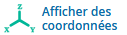 Z
Afficher des
coordonnées
X Y